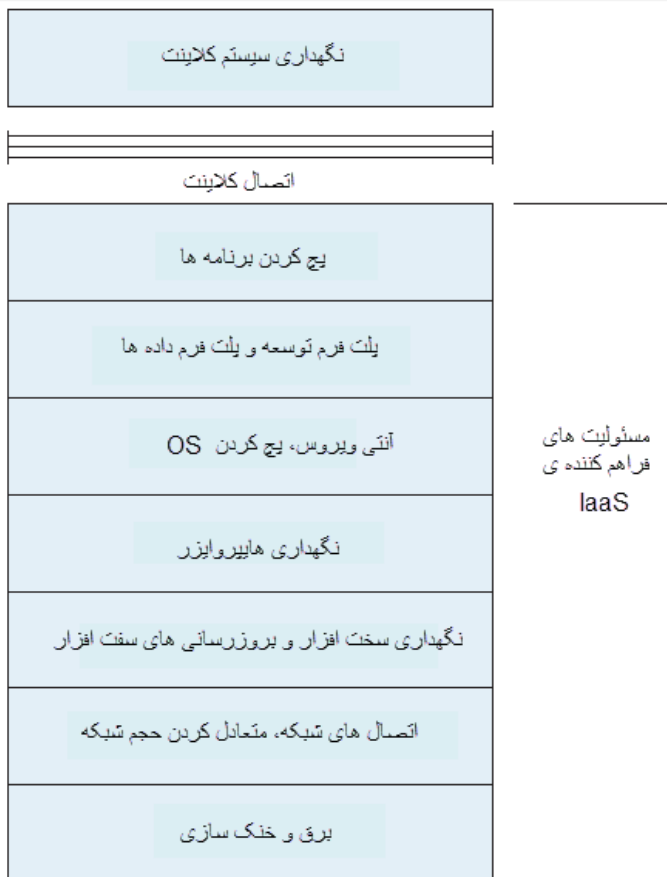 نگهداری سیستم کلاینت
اتصال کلاینت
پچ کردن برنامه ها
پلت فرم توسعه و پلت فرم داده ها
آنتی ویروس، پچ کردن OS
نگهداری هایپروایزر
نگهداری سخت افزار و بروزرسانی های سفت افزار
اتصال های شبکه، متعادل کردن حجم شبکه
برق و خنک سازی
مسئولیت های
فراهم کننده ی
IaaS